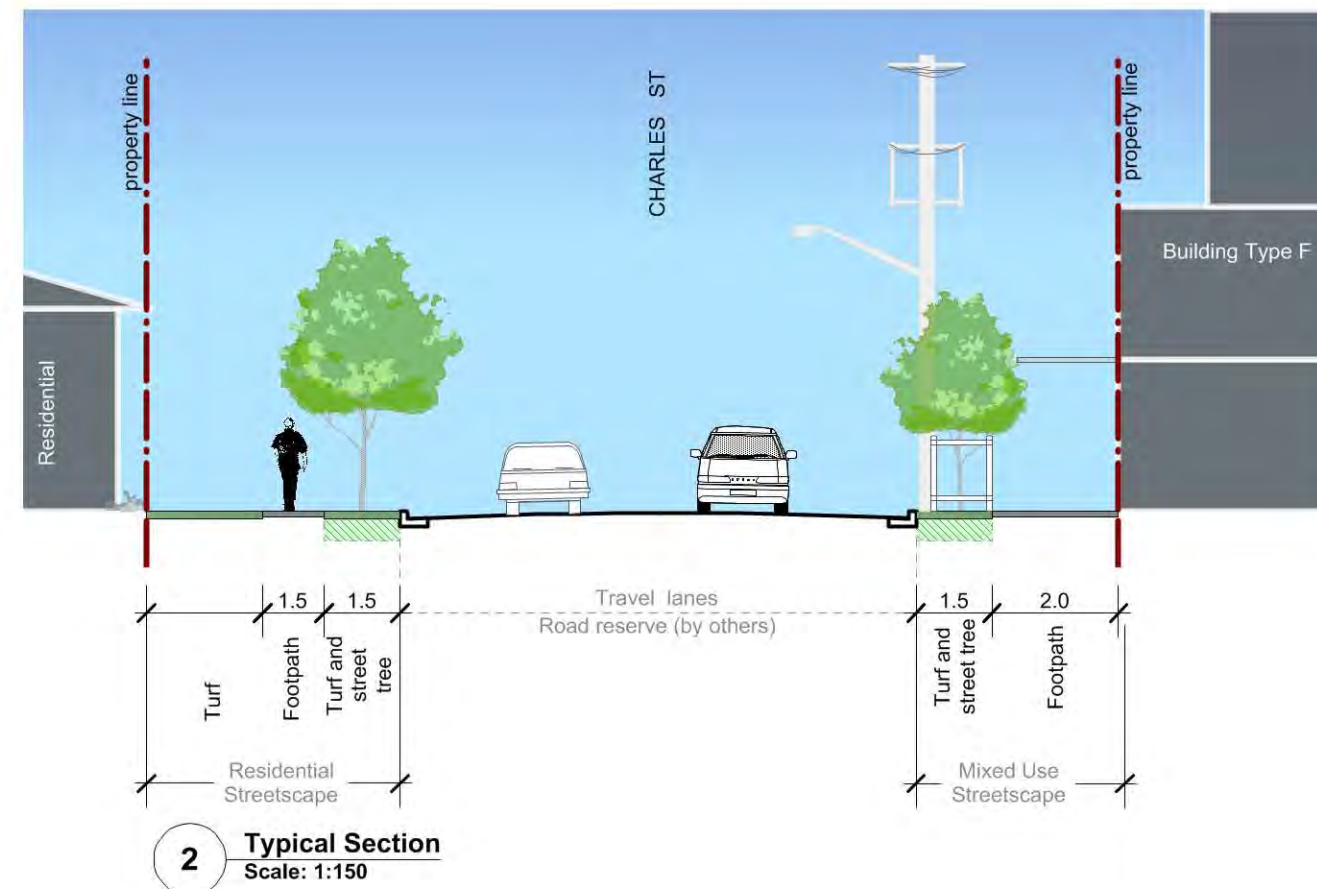 property line
CHARLES ST
property line
Building Type F
Residential
1.5
1.5
Travel lanes
Road reserve (by others)
1.5
2.0
Turf
Footpath
Turf and
street
tree
Turf and
street tree
Footpath
Residential
Streetscape
Mixed Use
Streetscape
2
Typical Section
Scale: 1:150